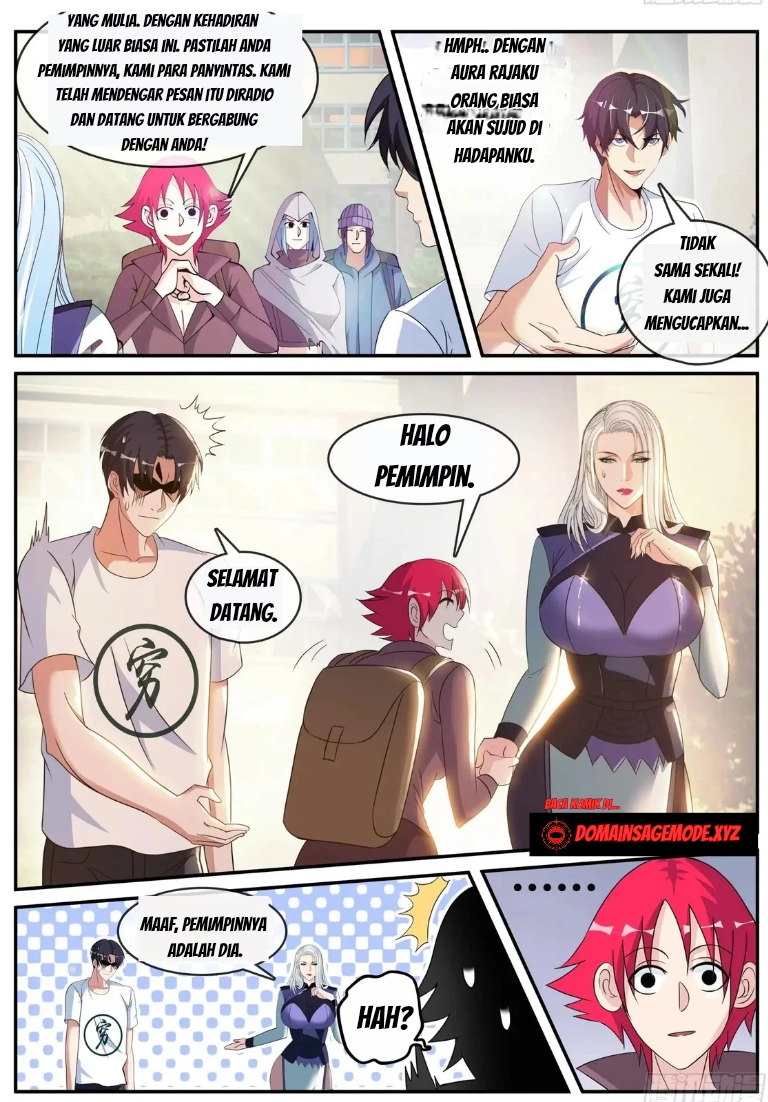 YANG MULIA. DENGAN KEHADIRAN
YANG LUAR BIASA INI. PASTILAH ANDA
PEMIMPINNYA, KAMI PARA PANYINTAS. KAMI
TELAH MENDENGAR PESAN ITU DIRADIO
DAN DATANG UNTUK BERGABUNG
DENGAN ANDA!
HMPH.. DENGAN
AURA RAJAKU
ORANG BIASA
AKAN SUJUD DI
HADAPANKU.
TIDAK
SAMA SEKALI!
KAMI JUGA
MENGUCAPKAN...
HALO
PEMIMPIN.
SELAMAT
DATANG.
穷
BACA KOMIK DI...
DOMAINSAGEMODE.XYZ
MAAF, PEMIMPINNYA
ADALAH DIA.
穷
HAH?
......